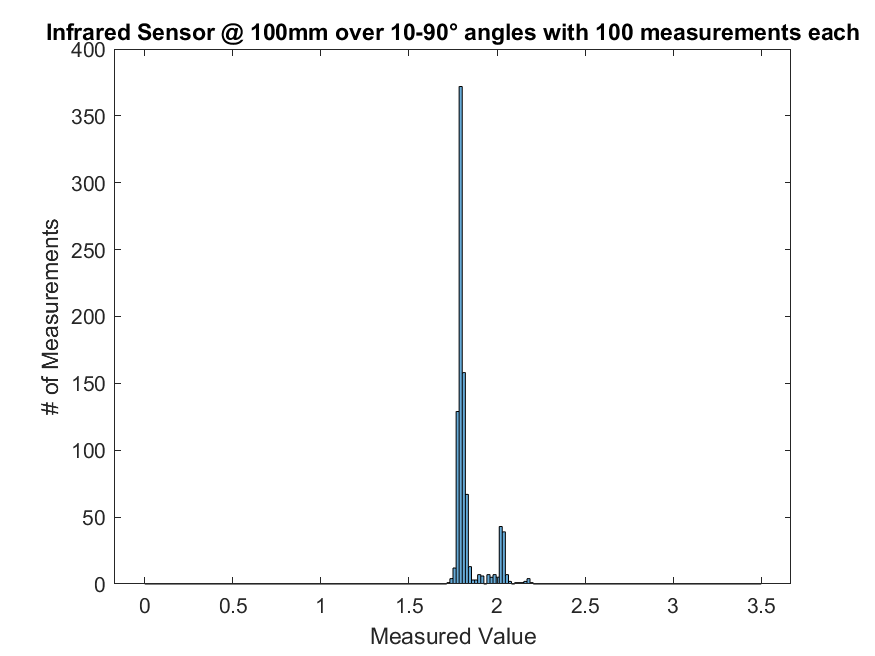 Infrared Sensor @ 100mm over 10-90° angles with 100 measurements each
400
350
300
250
200
150
100
50
0
# of Measurements
0 0.5 1 1.5 2 2.5 3 3.5
Measured Value